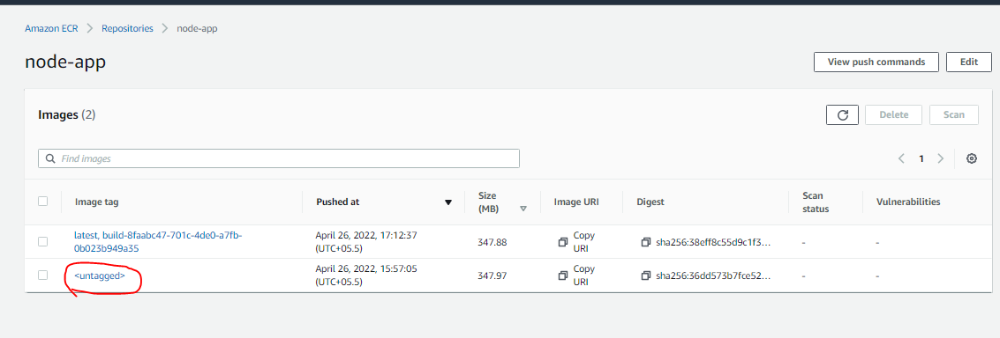 Amazon ECR > Repositories > node-app
node-app
View push commands
Edit
Images (2)
Delete
Scan
Find images
1
Image tag
Pushed at
Size
(MB)
Image URI
Digest
Scan
status
Vulnerabilities
latest, build-8faabc47-701c-4de0-a7fb-
0b023b949a35
April 26, 2022, 17:12:37
(UTC+05.5)
347.88
Copy
URI
sha256:38eff8c55d9c1f3...
-
-
<untagged>
April 26, 2022, 15:57:05
(UTC+05.5)
347.97
Copy
URI
sha256:36dd573b7fce52...
-
-